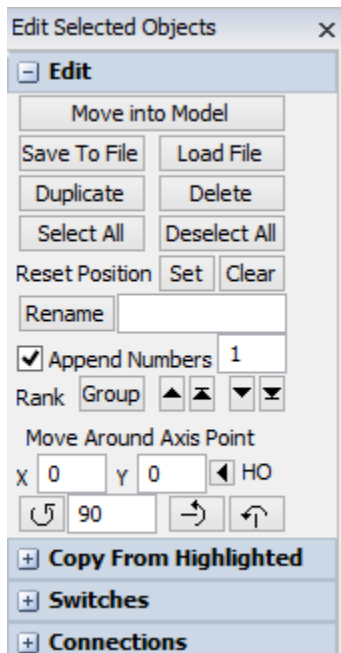 Edit Selected Objects
Edit
Move into Model
Save To File Load File
Duplicate Delete
Select All Deselect All
Reset Position Set Clear
Rename
Append Numbers 1
Rank Group
Move Around Axis Point
X 0 Y 0 HO
90
Copy From Highlighted
Switches
Connections